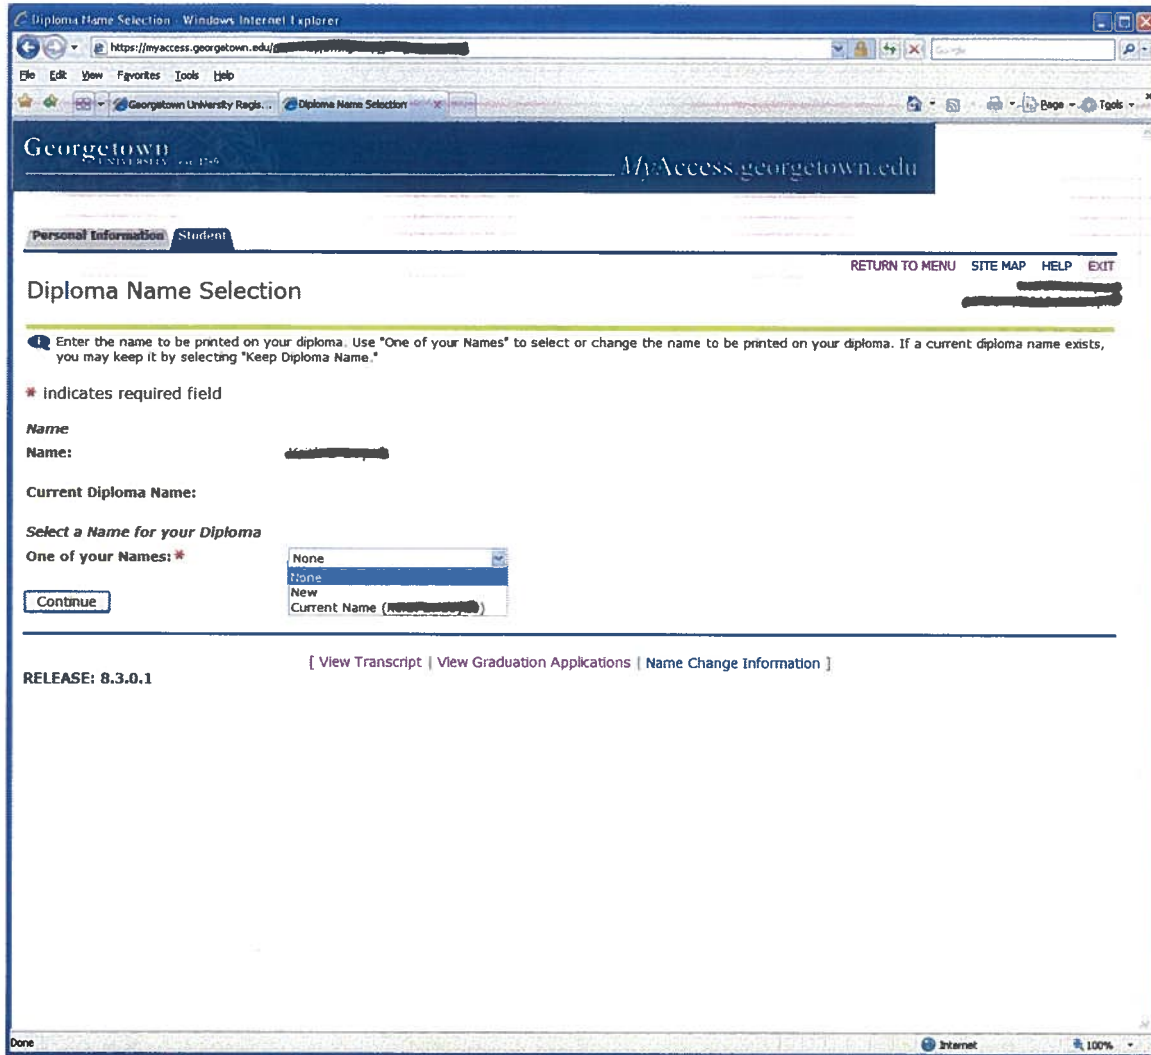 Diploma Name Selection - Windows Internet Explorer
https://myaccess.georgetown.edu/
Google
File Edit View Favorites Tools Help
Georgetown University Regis... Diploma Name Selection
Page Tools
Georgetown
UNIVERSITY est. 1789
MyAccess.georgetown.edu
Personal Information Student
RETURN TO MENU SITE MAP HELP EXIT
Diploma Name Selection
Enter the name to be printed on your diploma. Use "One of your Names" to select or change the name to be printed on your diploma. If a current diploma name exists,
you may keep it by selecting "Keep Diploma Name."
* indicates required field
Name
Name:
Current Diploma Name:
Select a Name for your Diploma
One of your Names: * None
None
New
Current Name ( )
Continue
[ View Transcript | View Graduation Applications | Name Change Information ]
RELEASE: 8.3.0.1
Done Internet 100%